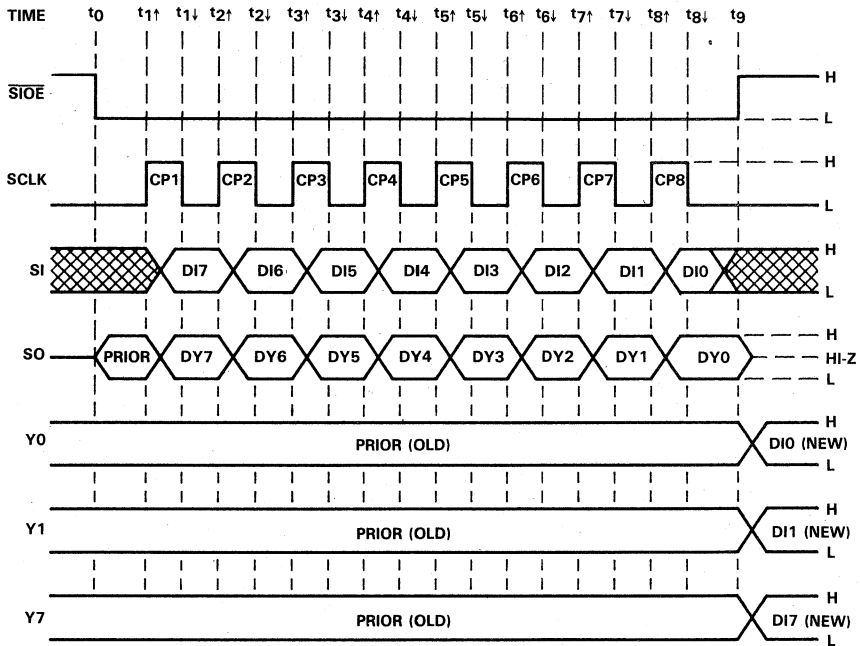 TIME t0 t1↑ t1↓ t2↑ t2↓ t3↑ t3↓ t4↑ t4↓ t5↑ t5↓ t6↑ t6↓ t7↑ t7↓ t8↑ t8↓ t9
H
SIOE
L
H
SCLK CP1 CP2 CP3 CP4 CP5 CP6 CP7 CP8
L
H
SI DI7 DI6 DI5 DI4 DI3 DI2 DI1 DI0
L
H
SO PRIOR DY7 DY6 DY5 DY4 DY3 DY2 DY1 DY0 HI-Z
L
H
Y0 PRIOR (OLD) DI0 (NEW)
L
H
Y1 PRIOR (OLD) DI1 (NEW)
L
H
Y7 PRIOR (OLD) DI7 (NEW)
L